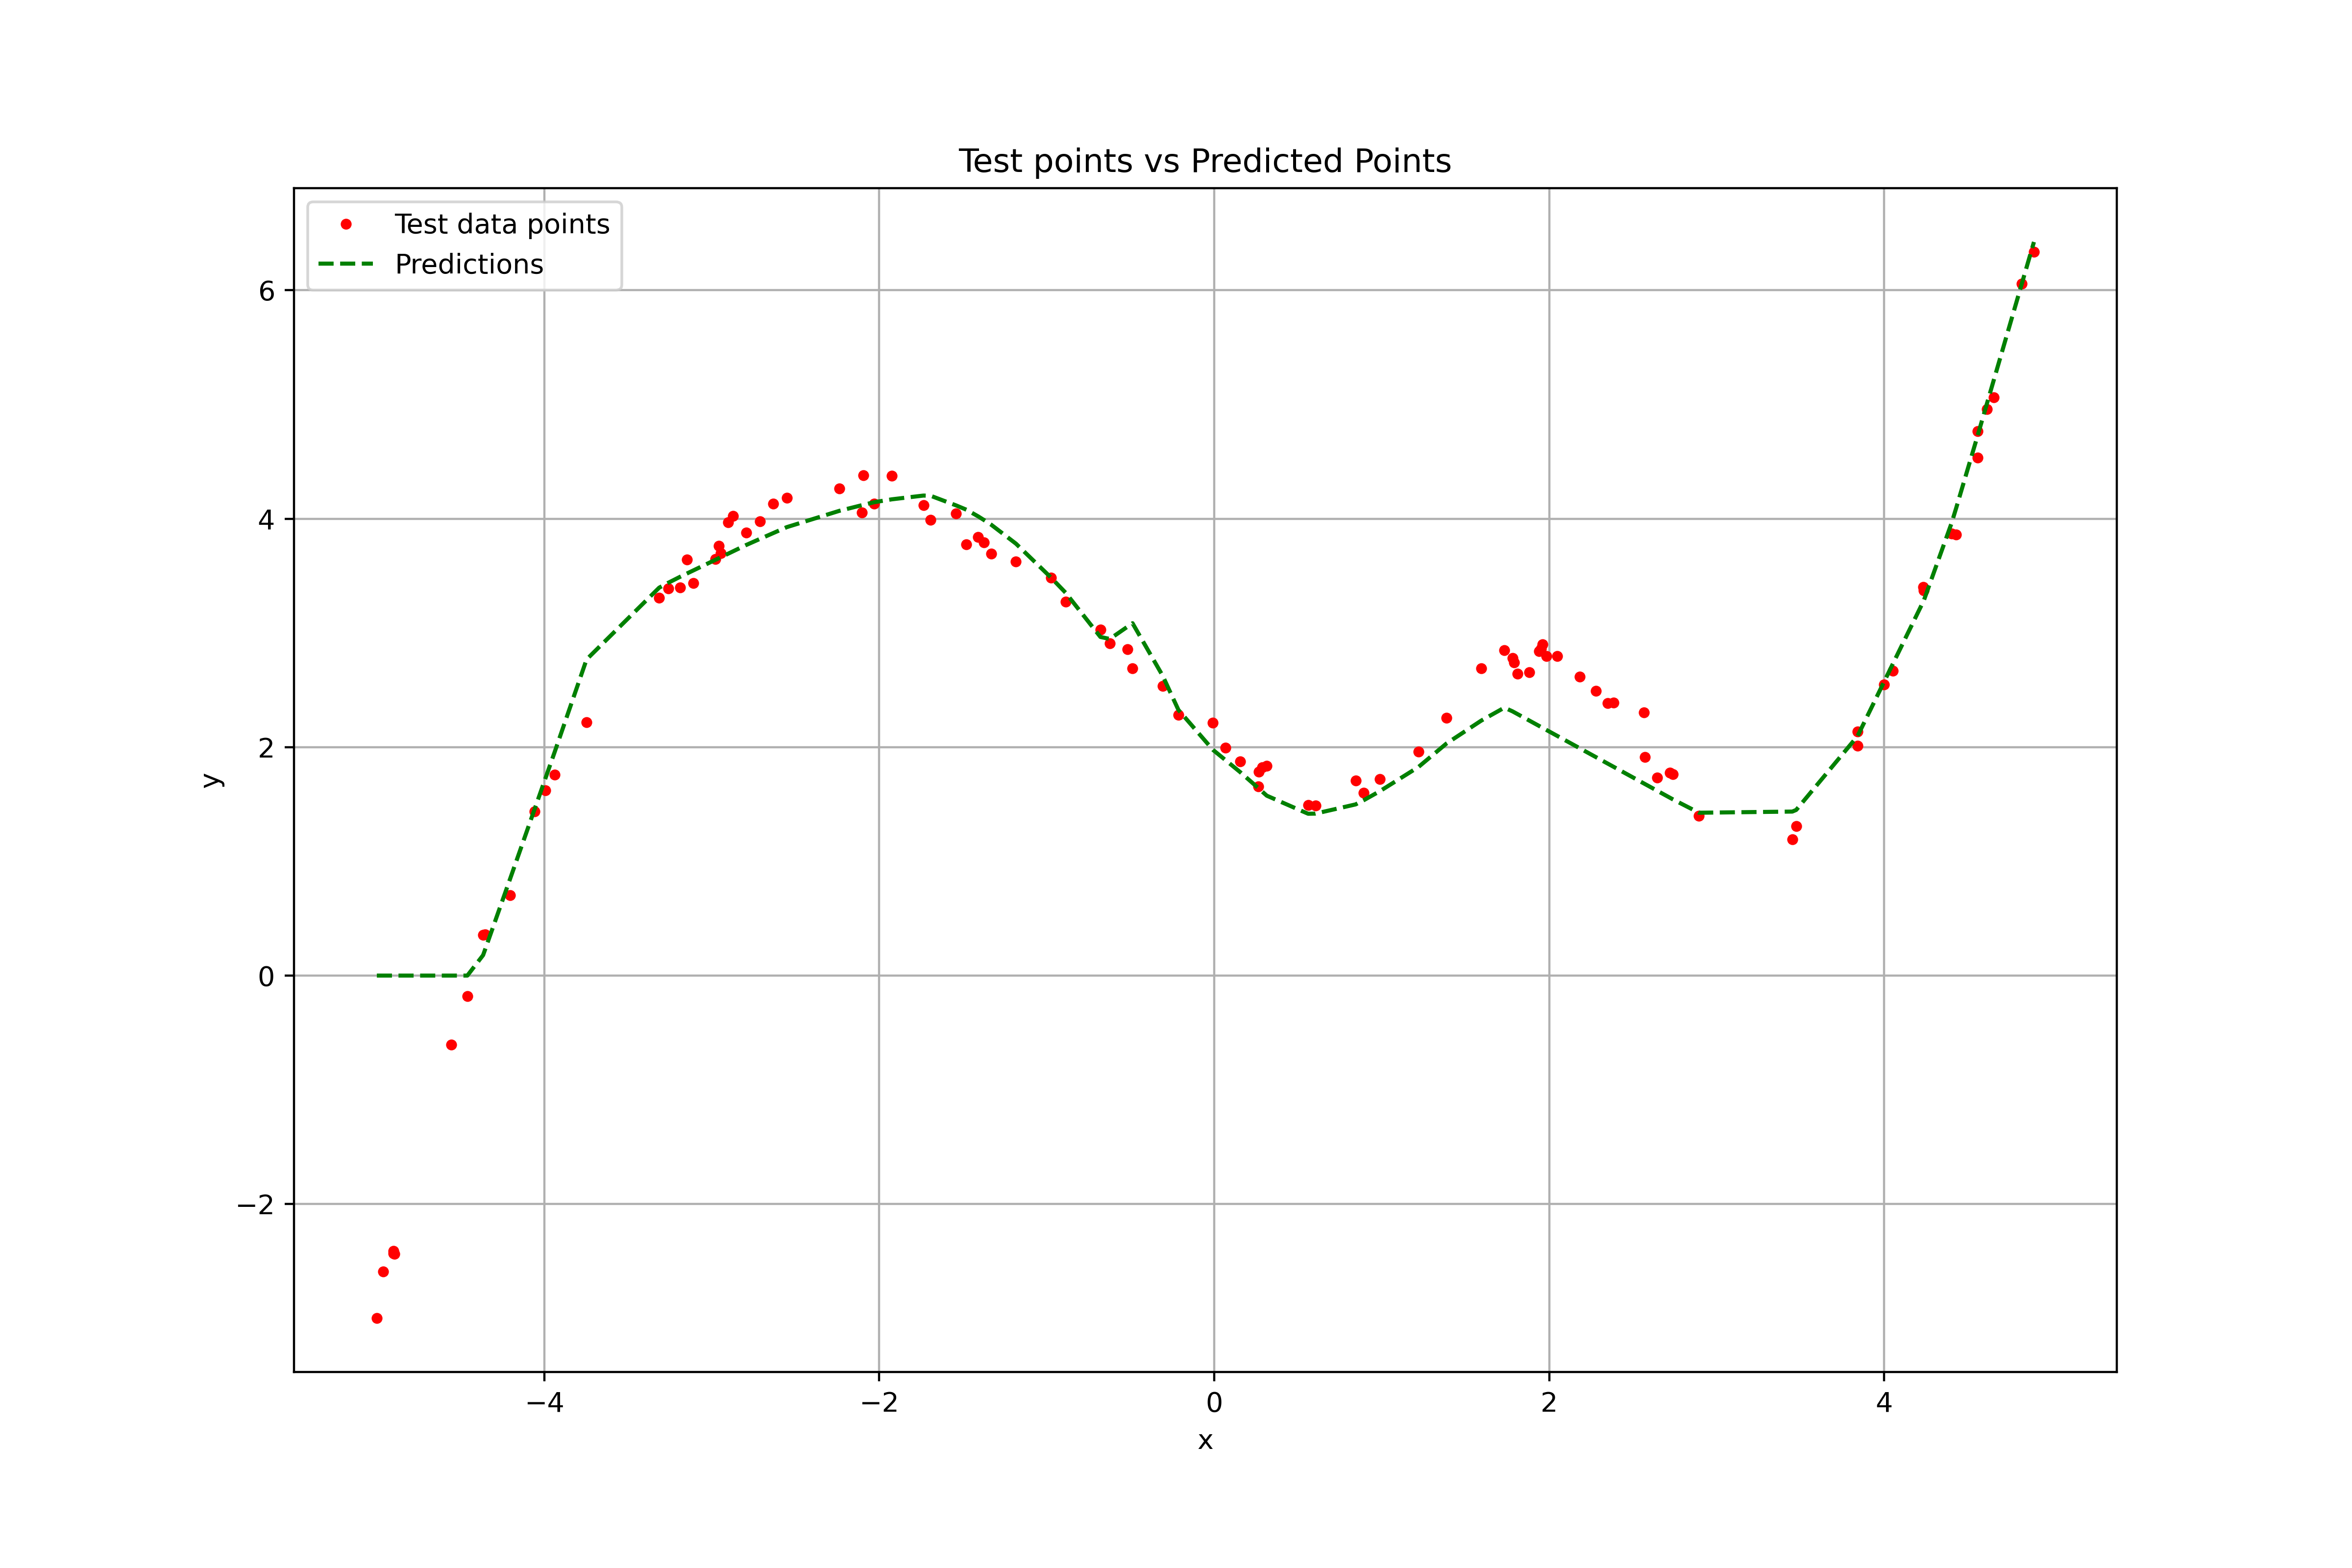 Test points vs Predicted Points
Test data points
Predictions
6
4
2
0
−2
y
−4 −2 0 2 4
x